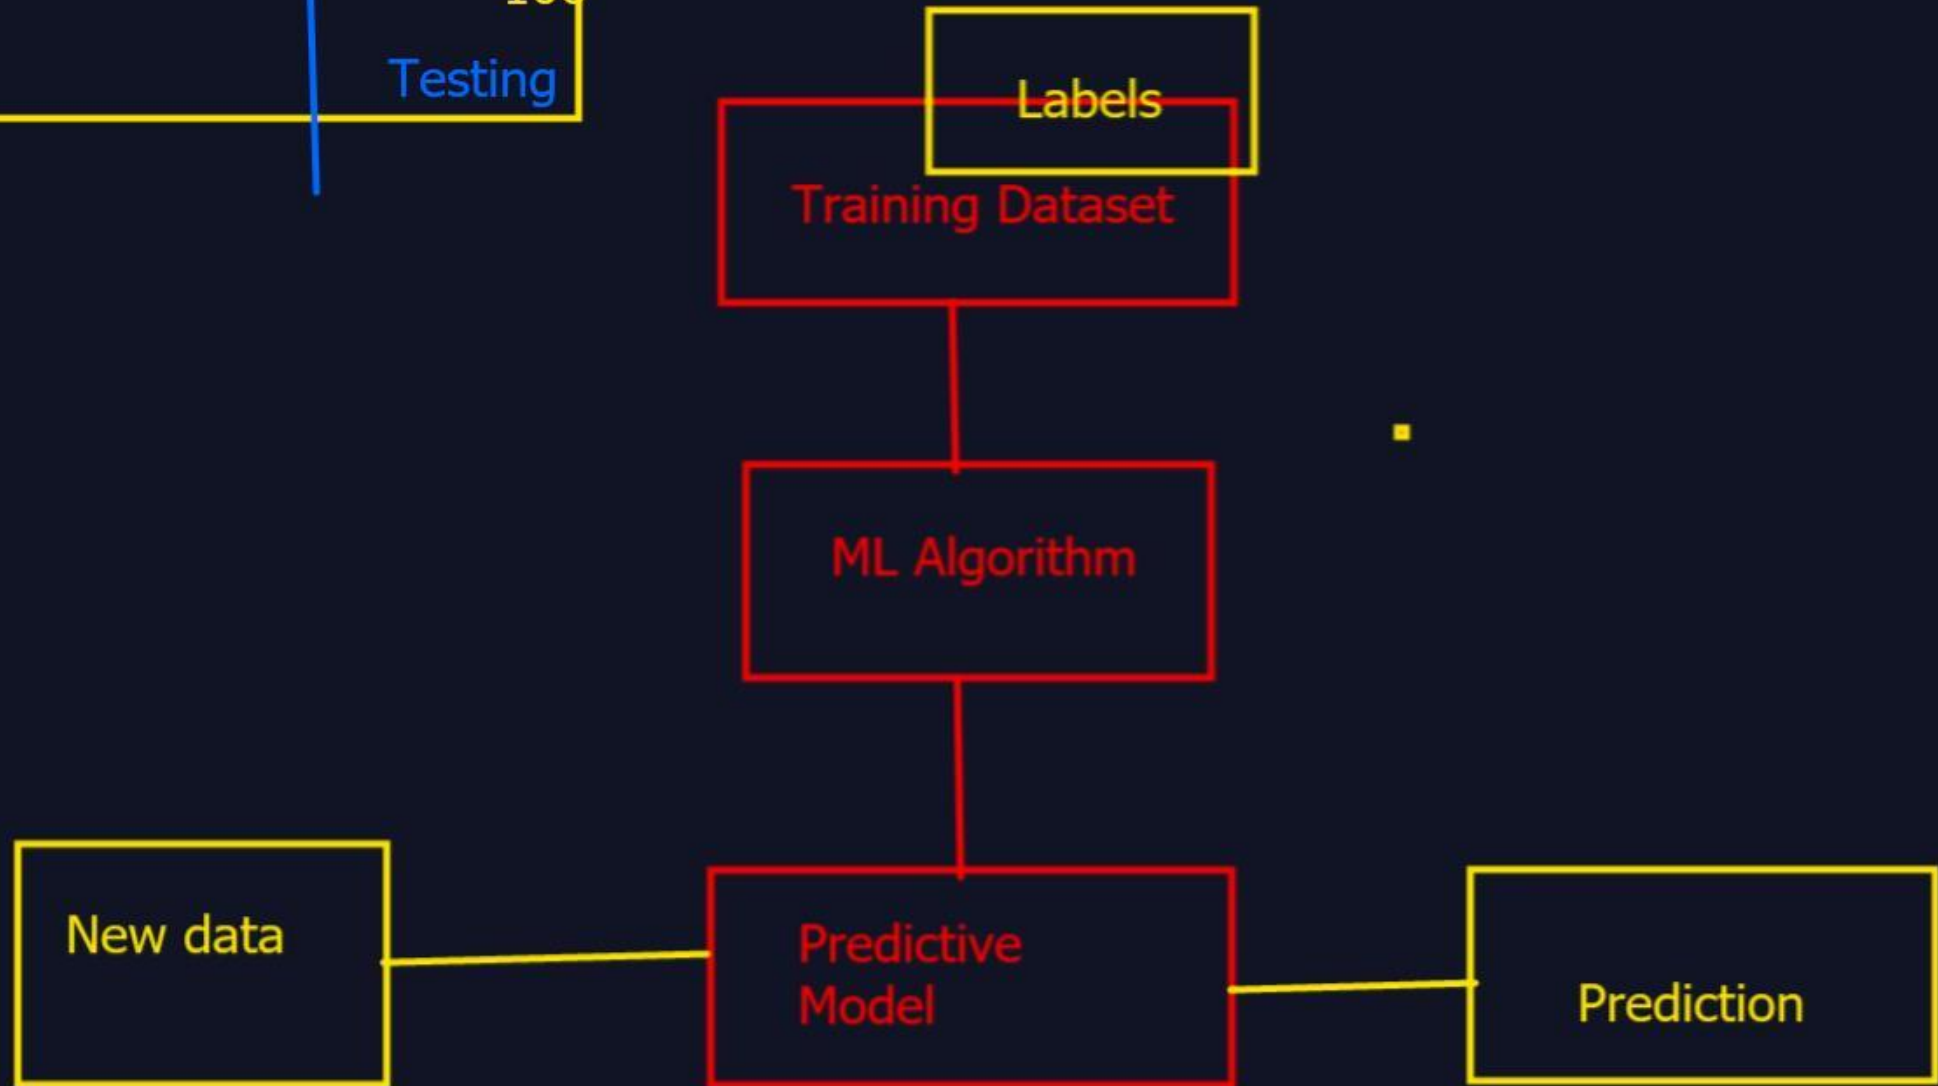 Testing
Labels
Training Dataset
ML Algorithm
New data
Predictive
Model
Prediction